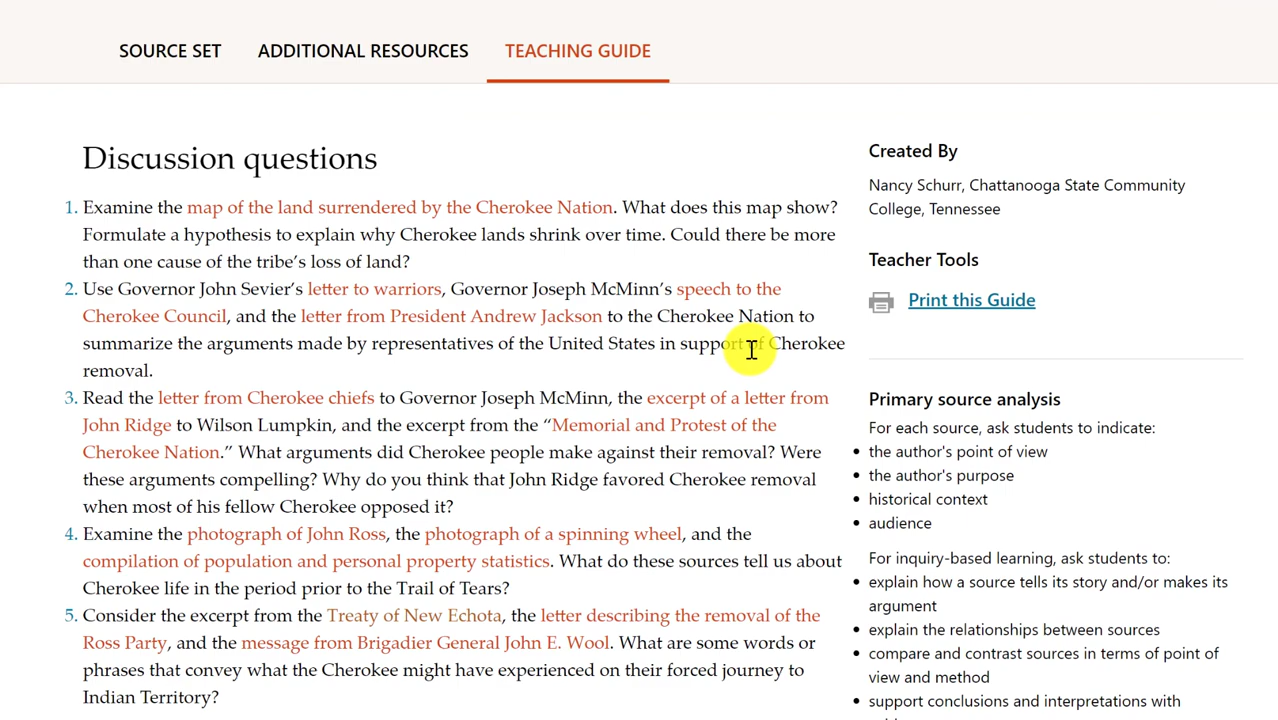 SOURCE SET
ADDITIONAL RESOURCES
TEACHING GUIDE
Discussion questions
1. Examine the map of the land surrendered by the Cherokee Nation. What does this map show?
Formulate a hypothesis to explain why Cherokee lands shrink over time. Could there be more
than one cause of the tribe’s loss of land?
2. Use Governor John Sevier’s letter to warriors, Governor Joseph McMinn’s speech to the
Cherokee Council, and the letter from President Andrew Jackson to the Cherokee Nation to
summarize the arguments made by representatives of the United States in support of Cherokee
removal.
3. Read the letter from Cherokee chiefs to Governor Joseph McMinn, the excerpt of a letter from
John Ridge to Wilson Lumpkin, and the excerpt from the “Memorial and Protest of the
Cherokee Nation.” What arguments did Cherokee people make against their removal? Were
these arguments compelling? Why do you think that John Ridge favored Cherokee removal
when most of his fellow Cherokee opposed it?
4. Examine the photograph of John Ross, the photograph of a spinning wheel, and the
compilation of population and personal property statistics. What do these sources tell us about
Cherokee life in the period prior to the Trail of Tears?
5. Consider the excerpt from the Treaty of New Echota, the letter describing the removal of the
Ross Party, and the message from Brigadier General John E. Wool. What are some words or
phrases that convey what the Cherokee might have experienced on their forced journey to
Indian Territory?
Created By
Nancy Schurr, Chattanooga State Community
College, Tennessee
Teacher Tools
Print this Guide
Primary source analysis
For each source, ask students to indicate:
• the author's point of view
• the author's purpose
• historical context
• audience
For inquiry-based learning, ask students to:
• explain how a source tells its story and/or makes its
argument
• explain the relationships between sources
• compare and contrast sources in terms of point of
view and method
• support conclusions and interpretations with